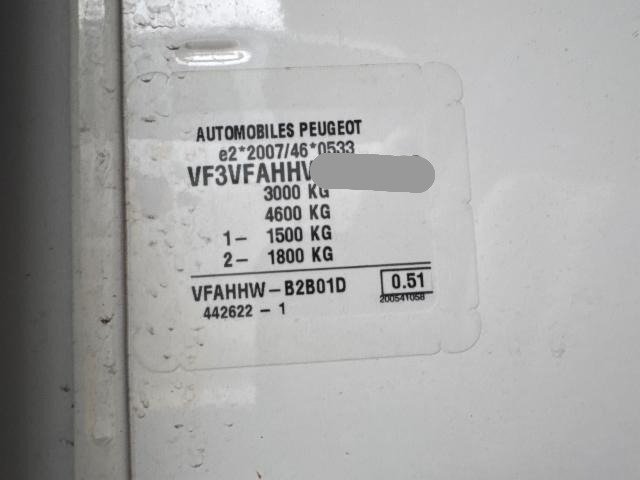 AUTOMOBILES PEUGEOT
e2*2007/46*0533
VF3VFAHH
3000 KG
4600 KG
1- 1500 KG
2- 1800 KG
VFAHHW-B2B01D 0.51
200541058
442622 - 1